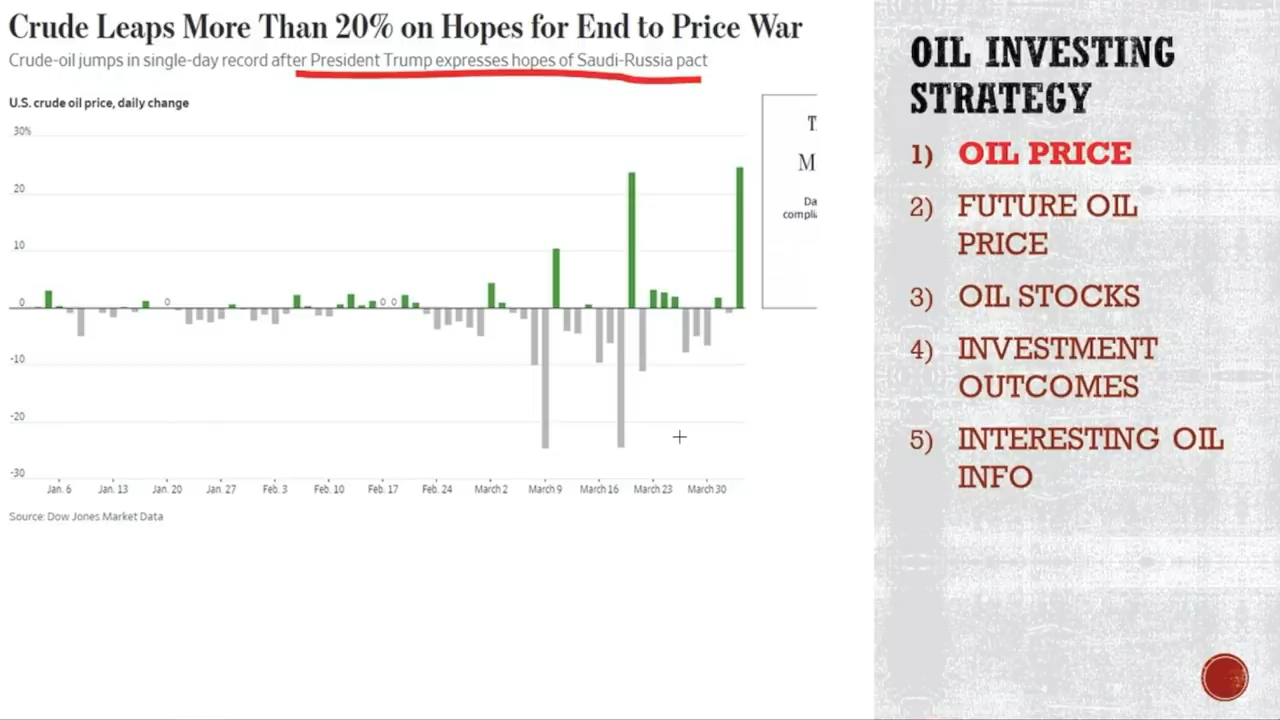 Crude Leaps More Than 20% on Hopes for End to Price War
Crude-oil jumps in single-day record after President Trump expresses hopes of Saudi-Russia pact
U.S. crude oil price, daily change
30%
20
10
0
-10
-20
-30
0
0 0
Jan. 6 Jan. 13 Jan. 20 Jan. 27 Feb. 3 Feb. 10 Feb. 17 Feb. 24 March 2 March 9 March 16 March 23 March 30
Source: Dow Jones Market Data
OIL INVESTING
STRATEGY
1) OIL PRICE
2) FUTURE OIL
PRICE
3) OIL STOCKS
4) INVESTMENT
OUTCOMES
5) INTERESTING OIL
INFO